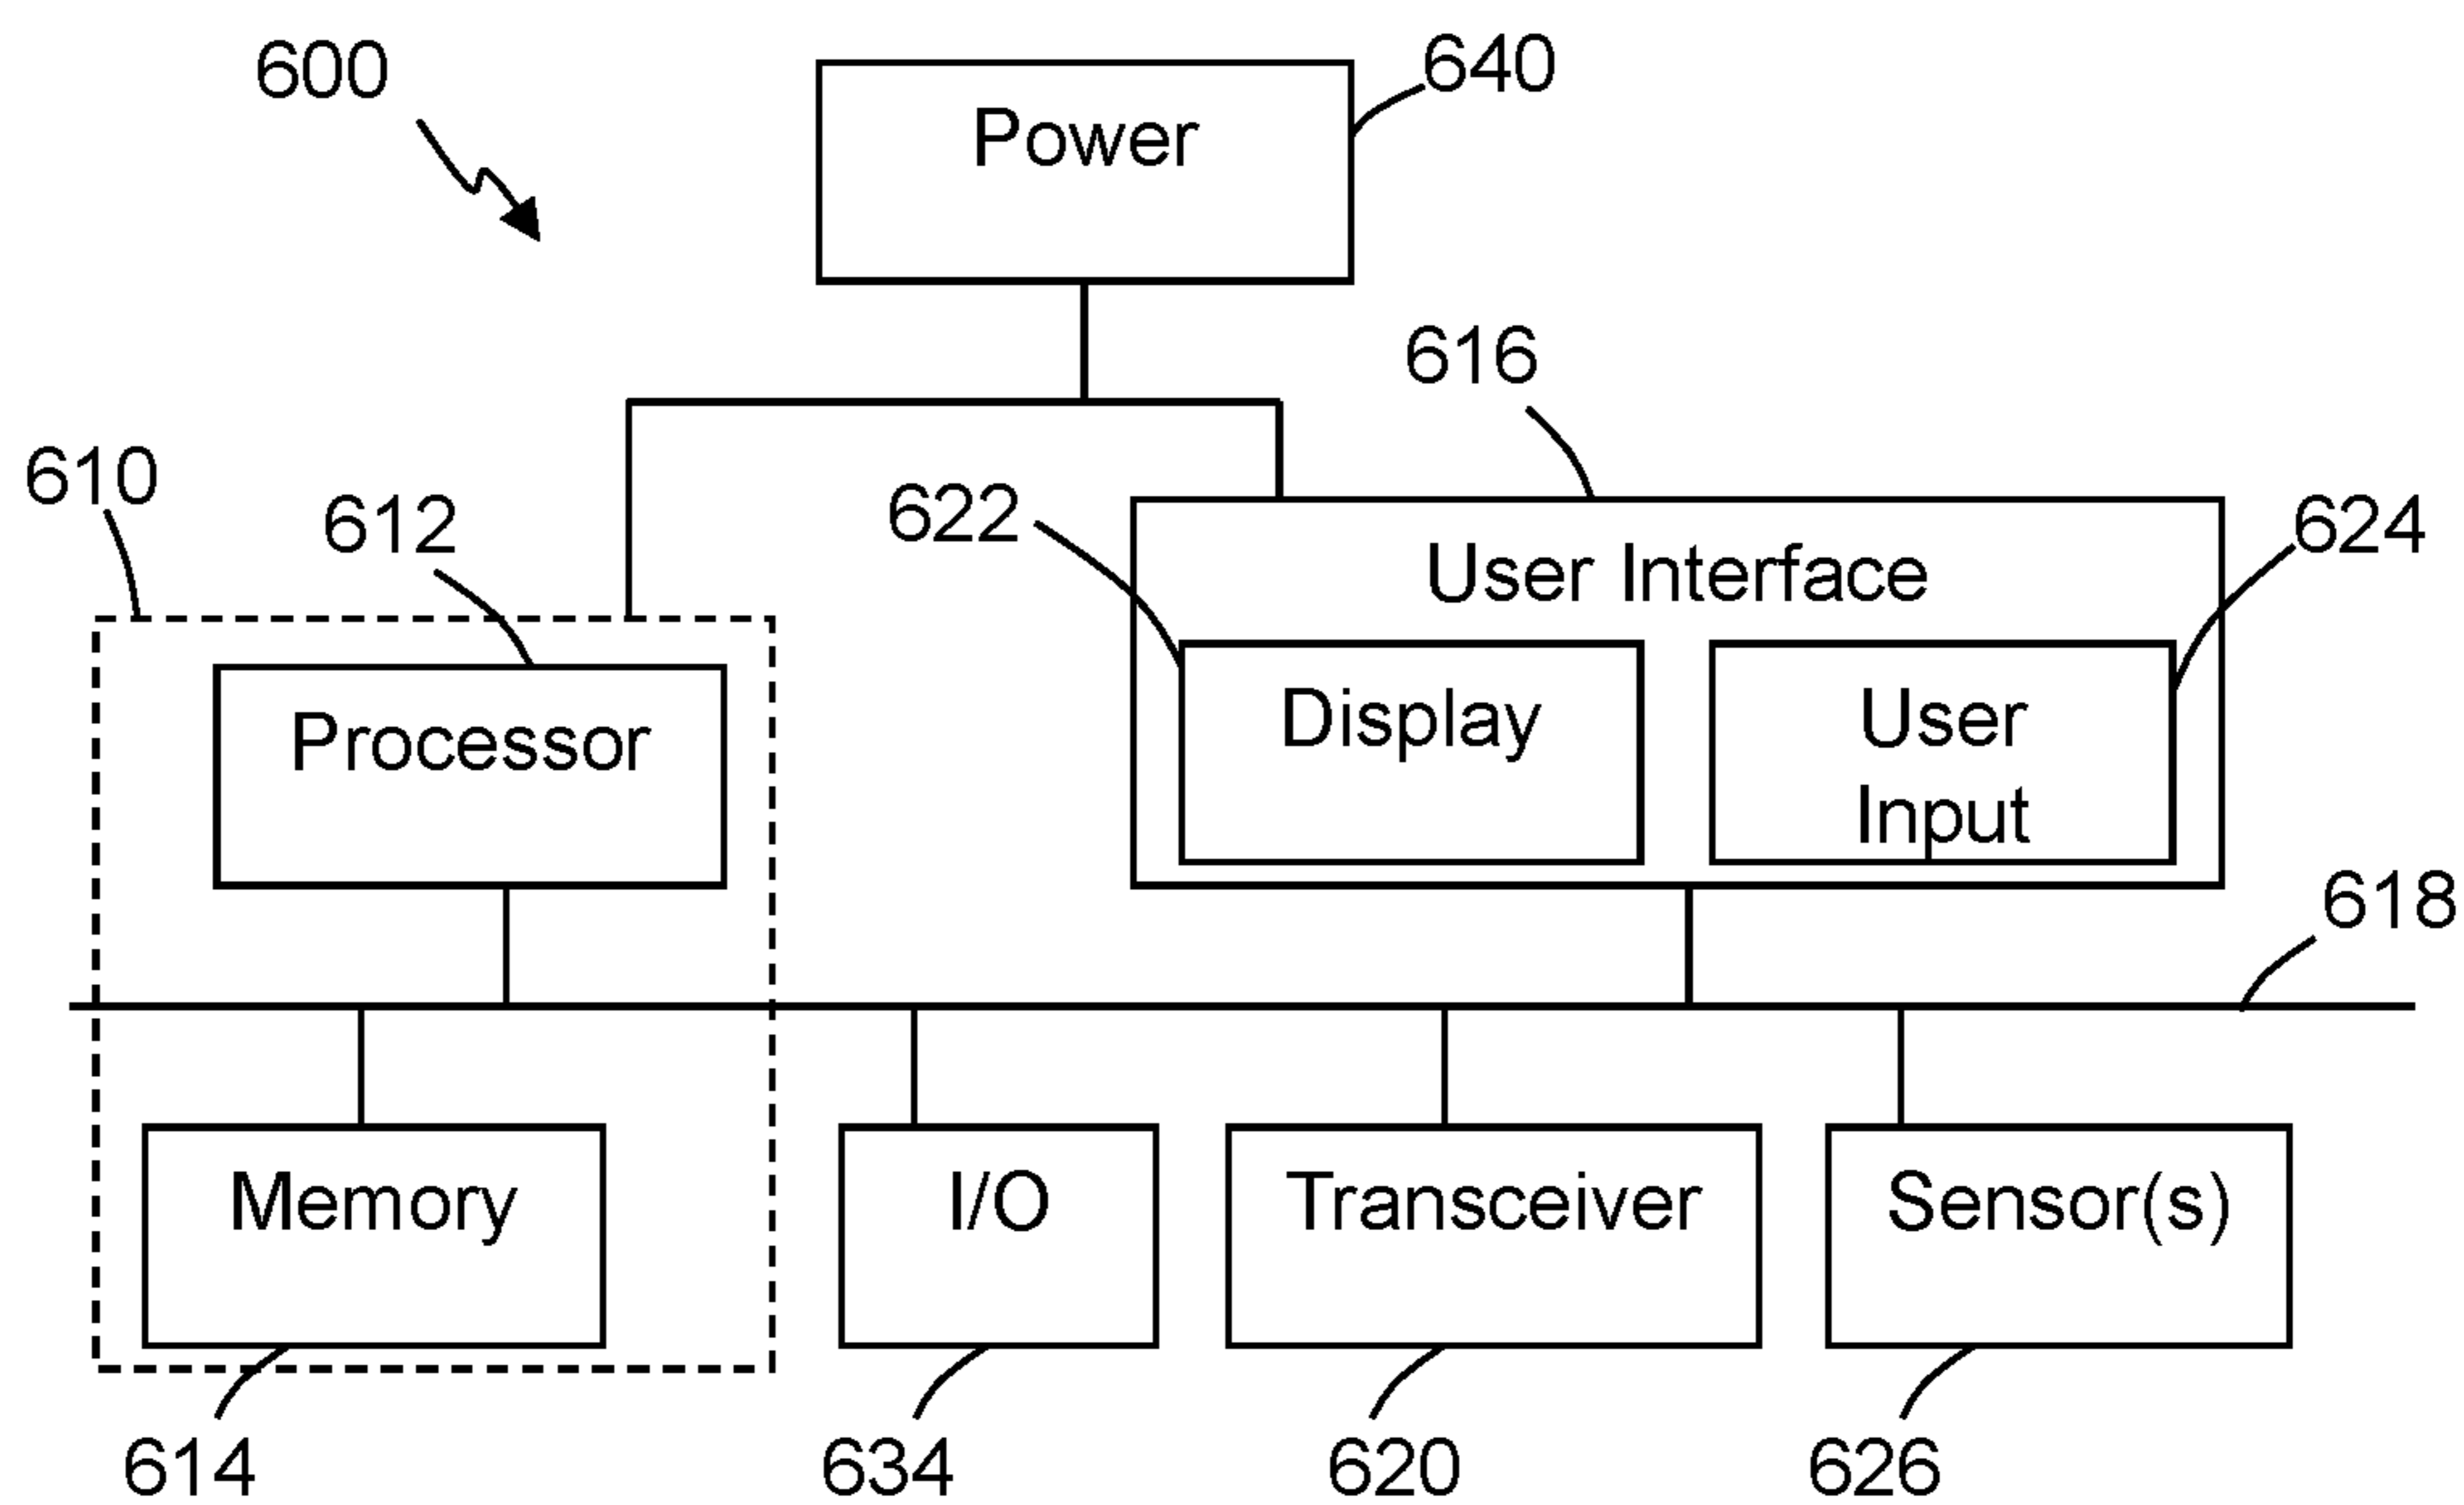 600
640
Power
616
610
612
622
624
User Interface
Processor
Display
User
Input
618
Memory
I/O
Transceiver
Sensor(s)
614
634
620
626